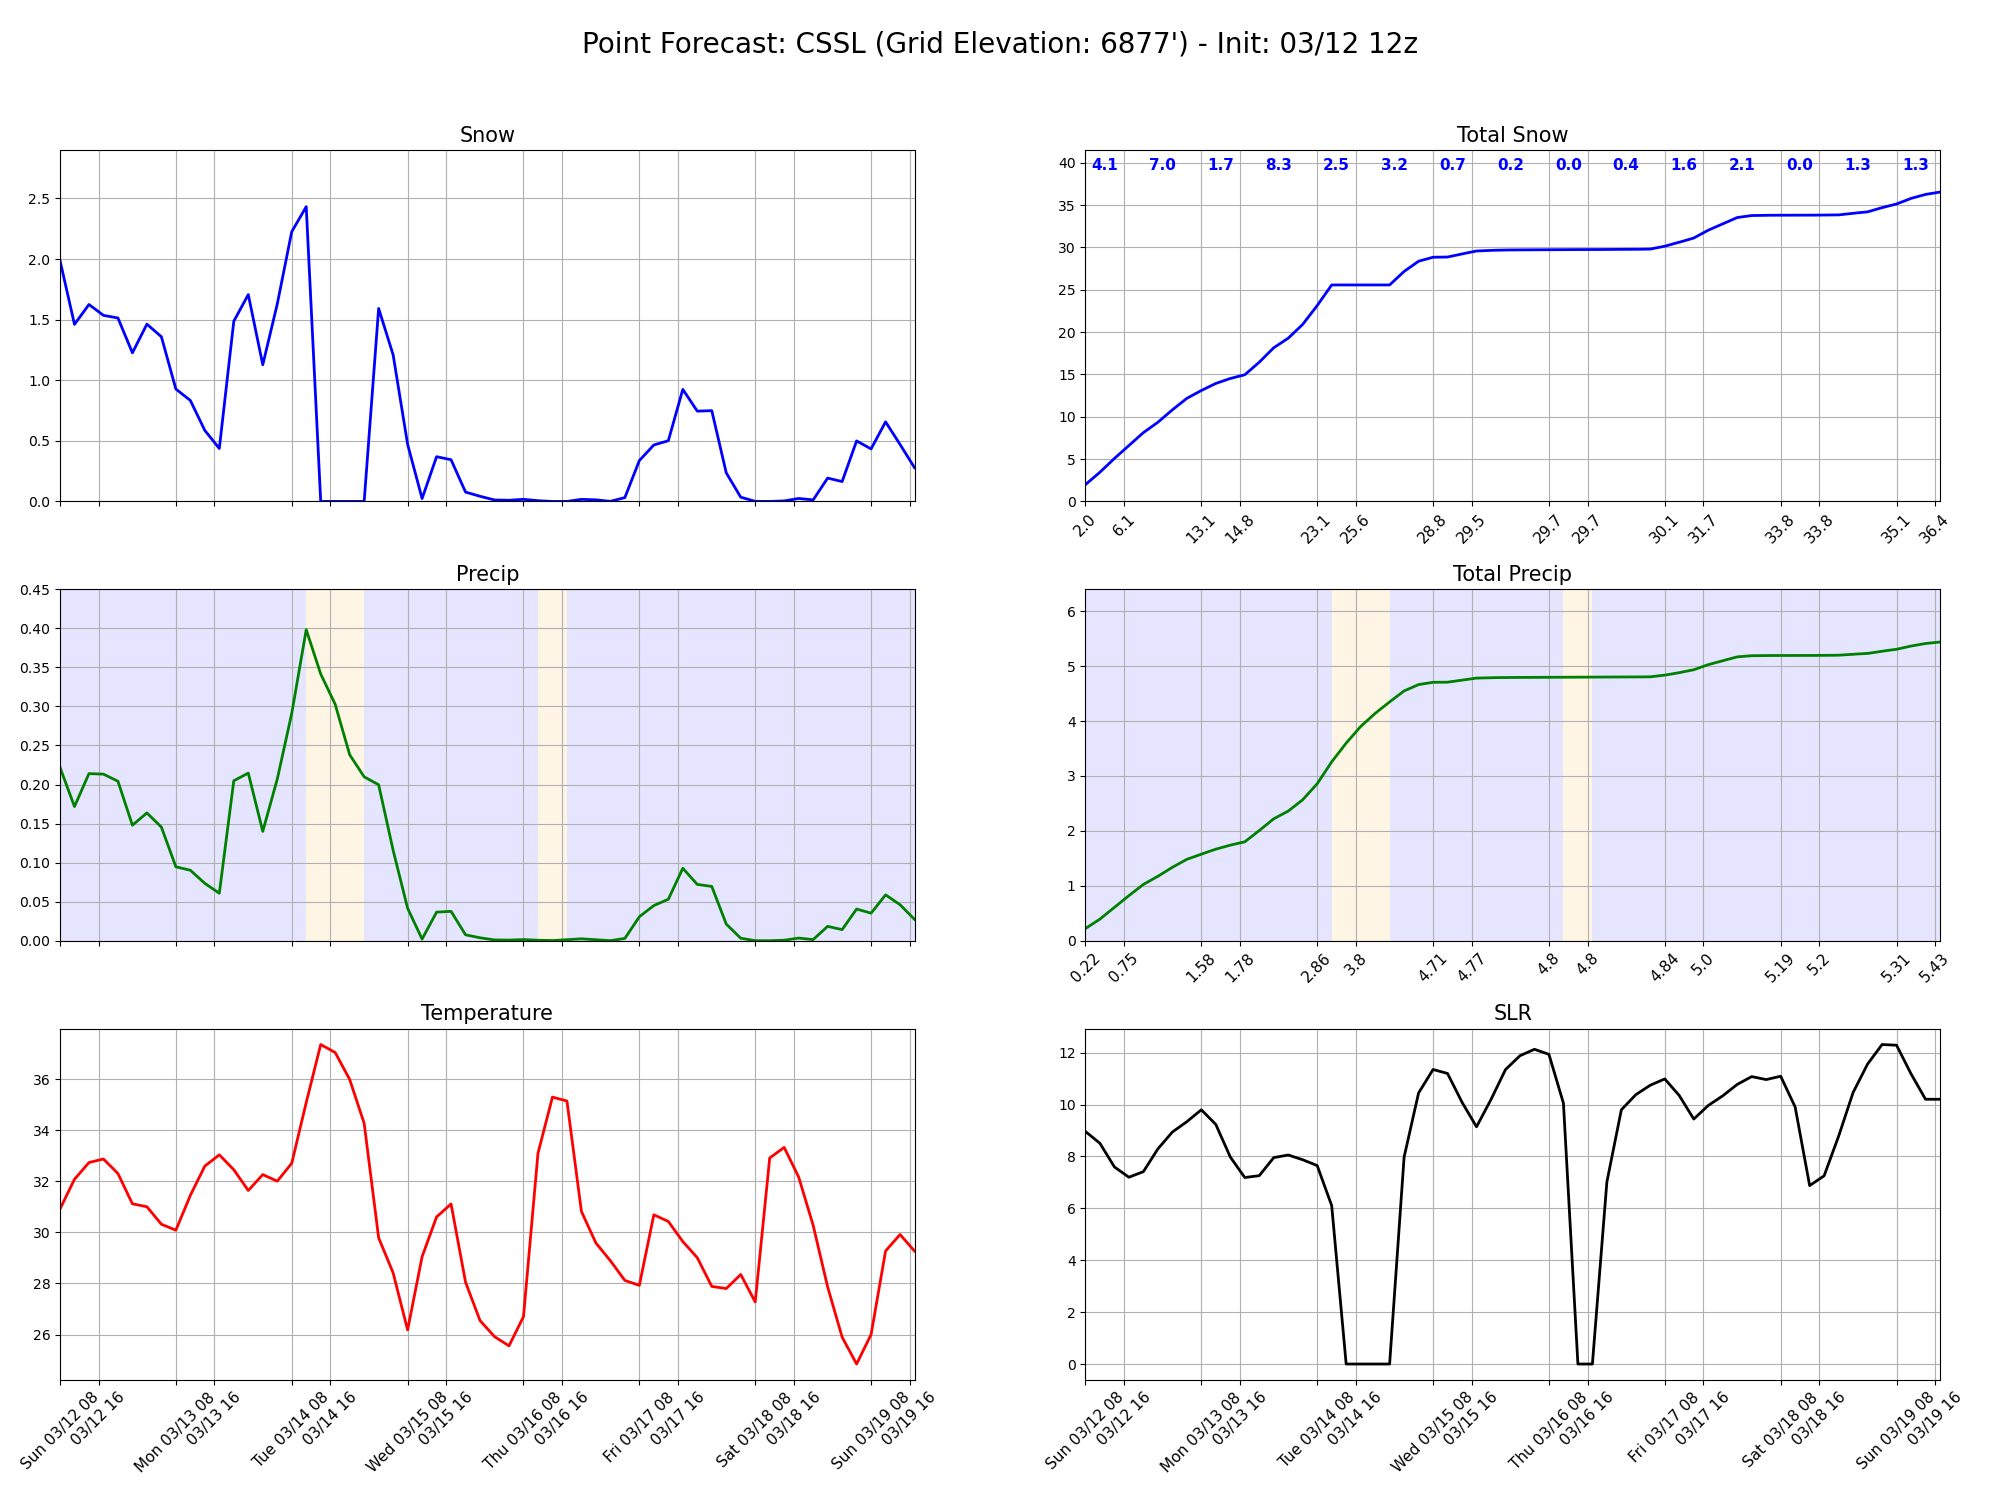 Point Forecast: CSSL (Grid Elevation: 6877') - Init: 03/12 12z
Snow
2.5
2.0
1.5
1.0
0.5
0.0
Total Snow
4.1 7.0 1.7 8.3 2.5 3.2 0.7 0.2 0.0 0.4 1.6 2.1 0.0 1.3 1.3
40
35
30
25
20
15
10
5
0
2.0 6.1 13.1 14.8 23.1 25.6 28.8 29.5 29.7 29.7 30.1 31.7 33.8 33.8 35.1 36.4
Precip
0.45
0.40
0.35
0.30
0.25
0.20
0.15
0.10
0.05
0.00
Total Precip
6
5
4
3
2
1
0
0.22 0.75 1.58 1.78 2.86 3.8 4.71 4.77 4.8 4.8 4.84 5.0 5.19 5.2 5.31 5.43
Temperature
36
34
32
30
28
26
Sun 03/12 08
03/12 16
Mon 03/13 08
03/13 16
Tue 03/14 08
03/14 16
Wed 03/15 08
03/15 16
Thu 03/16 08
03/16 16
Fri 03/17 08
03/17 16
Sat 03/18 08
03/18 16
Sun 03/19 08
03/19 16
SLR
12
10
8
6
4
2
0
Sun 03/12 08
03/12 16
Mon 03/13 08
03/13 16
Tue 03/14 08
03/14 16
Wed 03/15 08
03/15 16
Thu 03/16 08
03/16 16
Fri 03/17 08
03/17 16
Sat 03/18 08
03/18 16
Sun 03/19 08
03/19 16